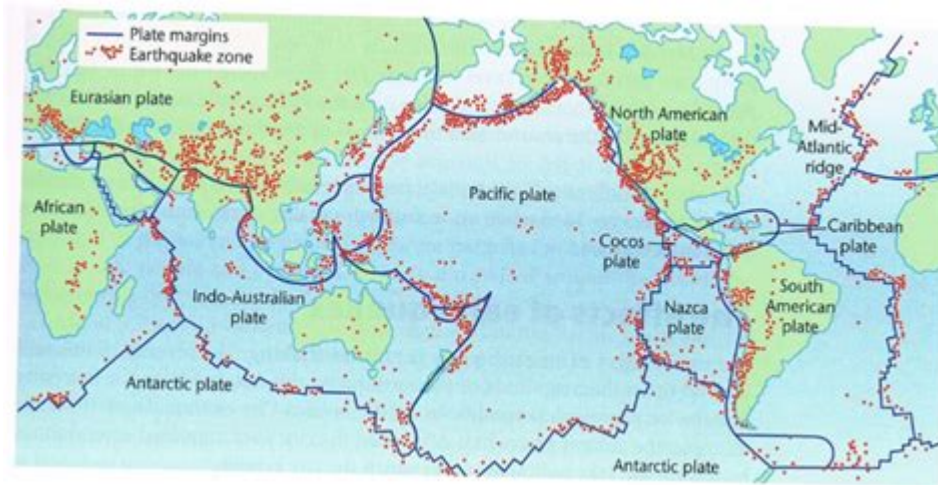 Plate margins
Earthquake zone
Eurasian plate
North American
plate
Mid-
Atlantic
ridge
African
plate
Pacific plate
Cocos
plate
Caribbean
plate
Indo-Australian
plate
Nazca
plate
South
American
plate
Antarctic plate
Antarctic plate